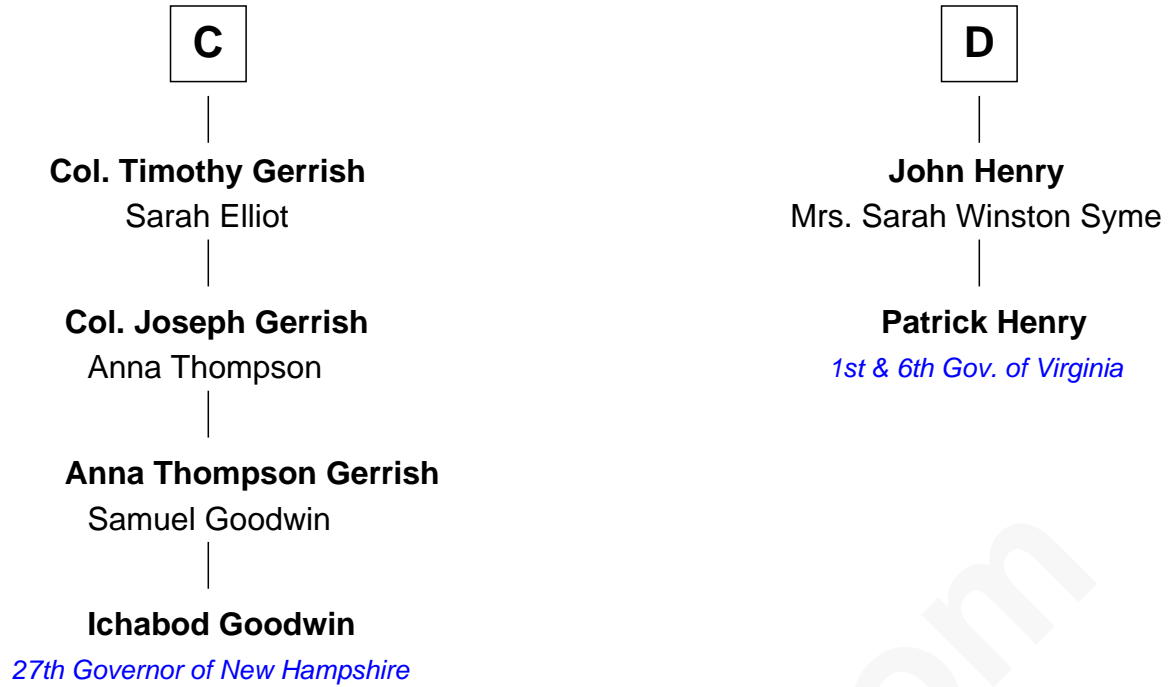 C
Col. Timothy Gerrish
Sarah Elliot
Col. Joseph Gerrish
Anna Thompson
Anna Thompson Gerrish
Samuel Goodwin
Ichabod Goodwin
27th Governor of New Hampshire
D
John Henry
Mrs. Sarah Winston Syme
Patrick Henry
1st & 6th Gov. of Virginia
om